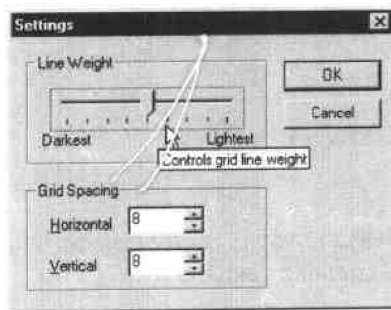 Settings
Line Weight
OK
Cancel
Darkest
Lightest
Controls grid line weight
Grid Spacing
Horizontal
8
Vertical
8